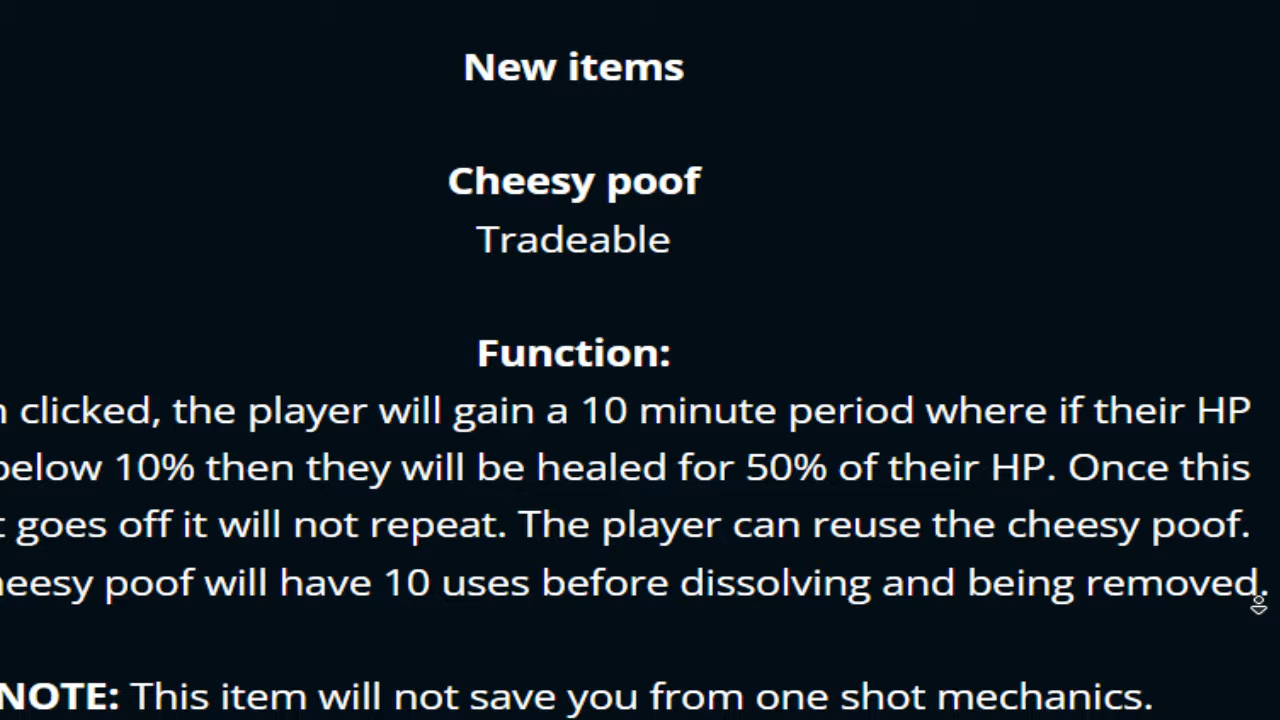 New items
Cheesy poof
Tradeable
Function:
clicked, the player will gain a 10 minute period where if their HP
below 10% then they will be healed for 50% of their HP. Once this
goes off it will not repeat. The player can reuse the cheesy poof.
poof will have 10 uses before dissolving and being removed.
NOTE: This item will not save you from one shot mechanics.